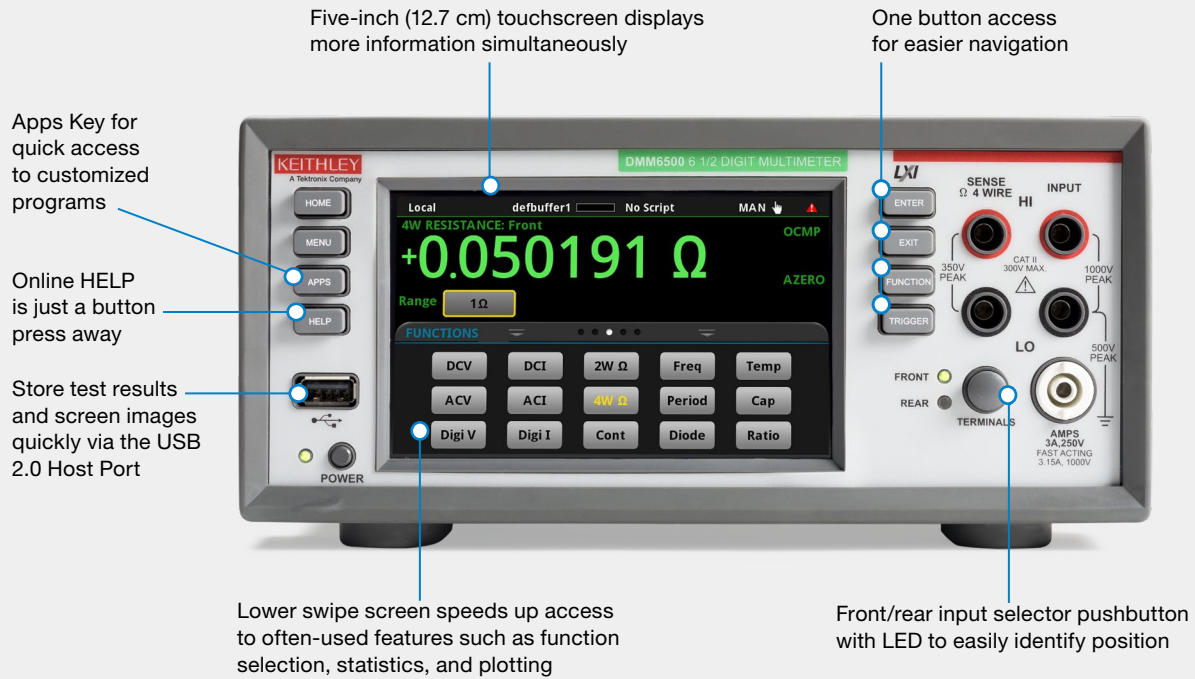 Five-inch (12.7 cm) touchscreen displays
more information simultaneously
One button access
for easier navigation
Apps Key for
quick access
to customized
programs
Online HELP
is just a button
press away
Store test results
and screen images
quickly via the USB
2.0 Host Port
KEITHLEY
A Tektronix Company
DMM6500 6 1/2 DIGIT MULTIMETER
LXI
HOME
MENU
APPS
HELP
POWER
Local defbuffer1 No Script MAN
4W RESISTANCE: Front
OCMP
+0.050191 Ω
AZERO
Range 1Ω
FUNCTIONS
DCV DCI 2W Ω Freq Temp
ACV ACI 4W Ω Period Cap
Digi V Digi I Cont Diode Ratio
ENTER
EXIT
FUNCTION
TRIGGER
SENSE
Ω 4 WIRE
INPUT
HI
350V
PEAK
CAT II
300V MAX.
1000V
PEAK
LO
500V
PEAK
FRONT
REAR
TERMINALS
AMPS
3A,250V
FAST ACTING
3.15A, 1000V
Lower swipe screen speeds up access
to often-used features such as function
selection, statistics, and plotting
Front/rear input selector pushbutton
with LED to easily identify position